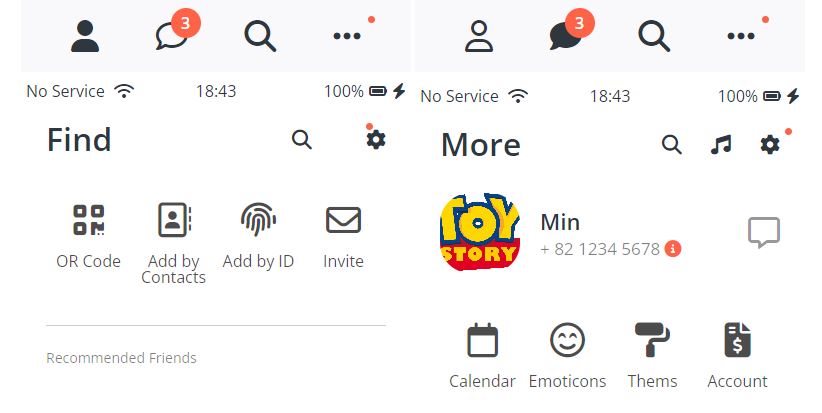 3
No Service 18:43 100%
Find
QR Code Add by Contacts Add by ID Invite
Recommended Friends
3
No Service 18:43 100%
More
TOY
STORY
Min
+ 82 1234 5678
Calendar Emoticons Thems Account